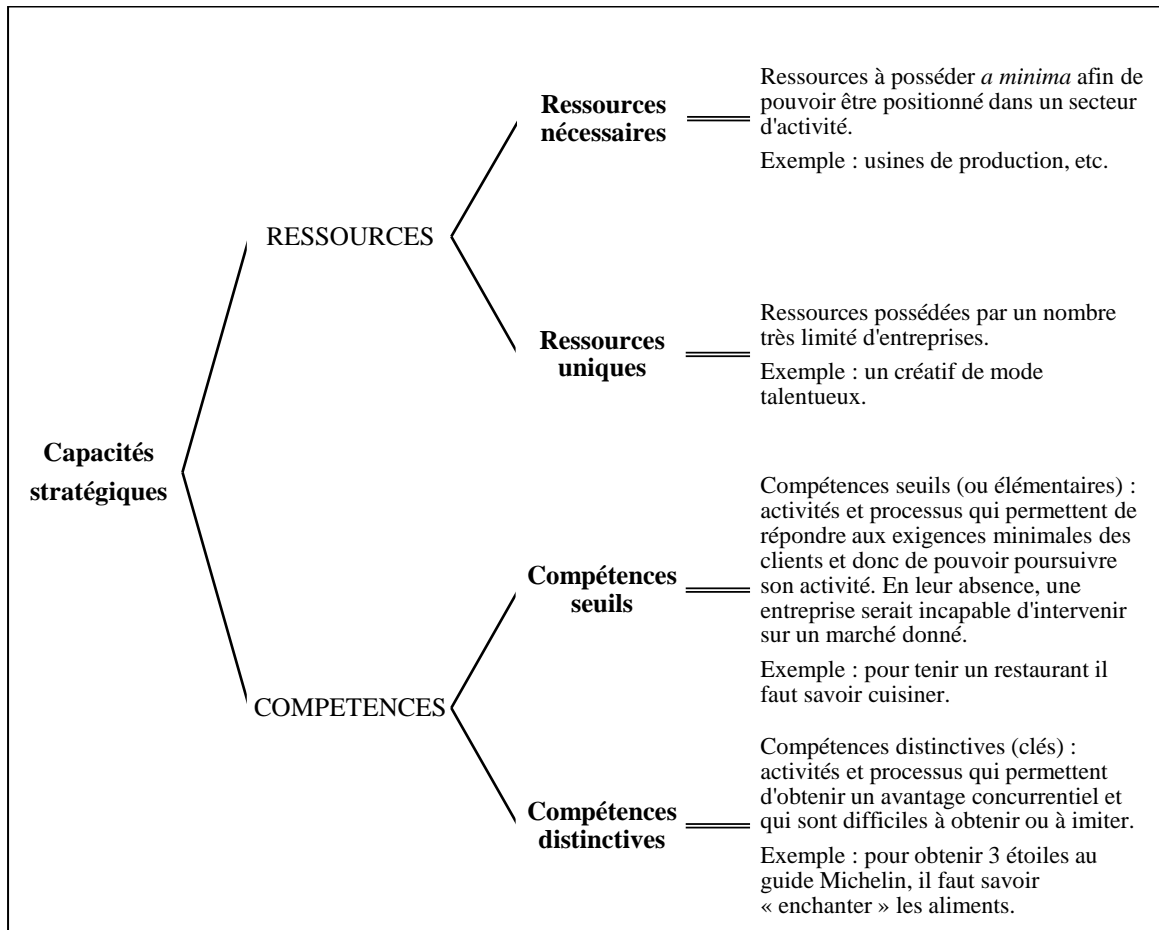 Capacités
stratégiques
RESSOURCES
Ressources
nécessaires
Ressources à posséder a minima afin de
pouvoir être positionné dans un secteur
d'activité.
Exemple : usines de production, etc.
Ressources
uniques
Ressources possédées par un nombre
très limité d'entreprises.
Exemple : un créatif de mode
talentueux.
COMPETENCES
Compétences
seuils
Compétences seuils (ou élémentaires) :
activités et processus qui permettent de
répondre aux exigences minimales des
clients et donc de pouvoir poursuivre
son activité. En leur absence, une
entreprise serait incapable d'intervenir
sur un marché donné.
Exemple : pour tenir un restaurant il
faut savoir cuisiner.
Compétences
distinctives
Compétences distinctives (clés) :
activités et processus qui permettent
d'obtenir un avantage concurrentiel et
qui sont difficiles à obtenir ou à imiter.
Exemple : pour obtenir 3 étoiles au
guide Michelin, il faut savoir
« enchanter » les aliments.